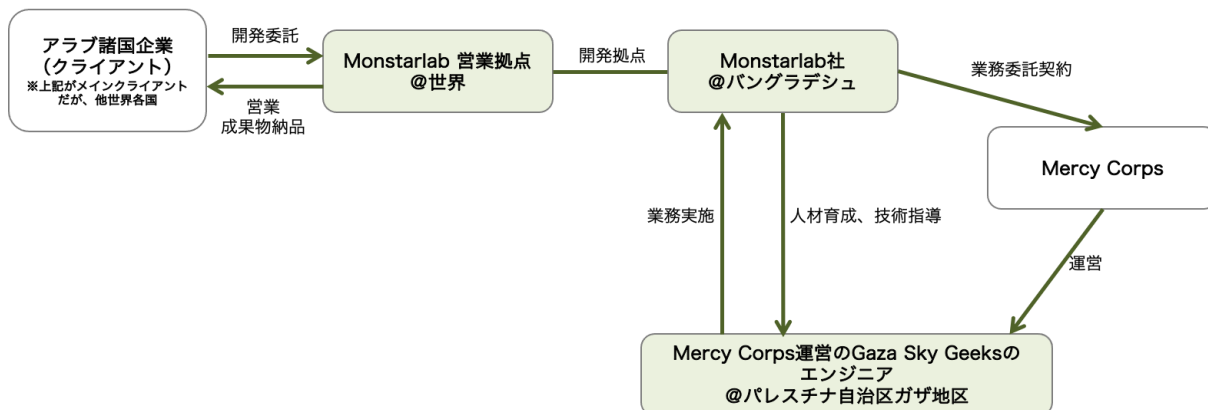 アラブ諸国企業
（クライアント）
※上記がメインクライアント
だが、他世界各国
開発委託
営業
成果物納品
Monstarlab 営業拠点
@世界
開発拠点
Monstarlab社
@バングラデシュ
業務委託契約
Mercy Corps
業務実施
人材育成、技術指導
運営
Mercy Corps運営のGaza Sky Geeksの
エンジニア
@パレスチナ自治区ガザ地区